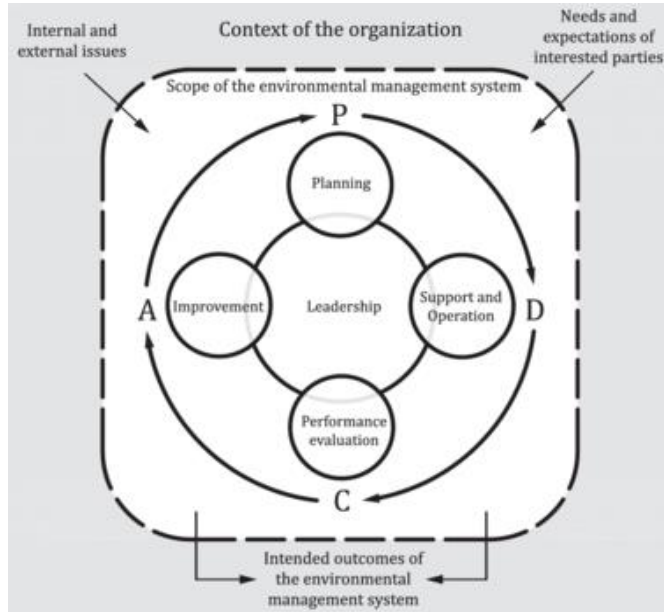 Internal and
external issues
Context of the organization
Needs and
expectations of
interested parties
Scope of the environmental management system
P
Planning
A
Improvement
Leadership
Support and
Operation
D
Performance
evaluation
C
Intended outcomes of
the environmental
management system